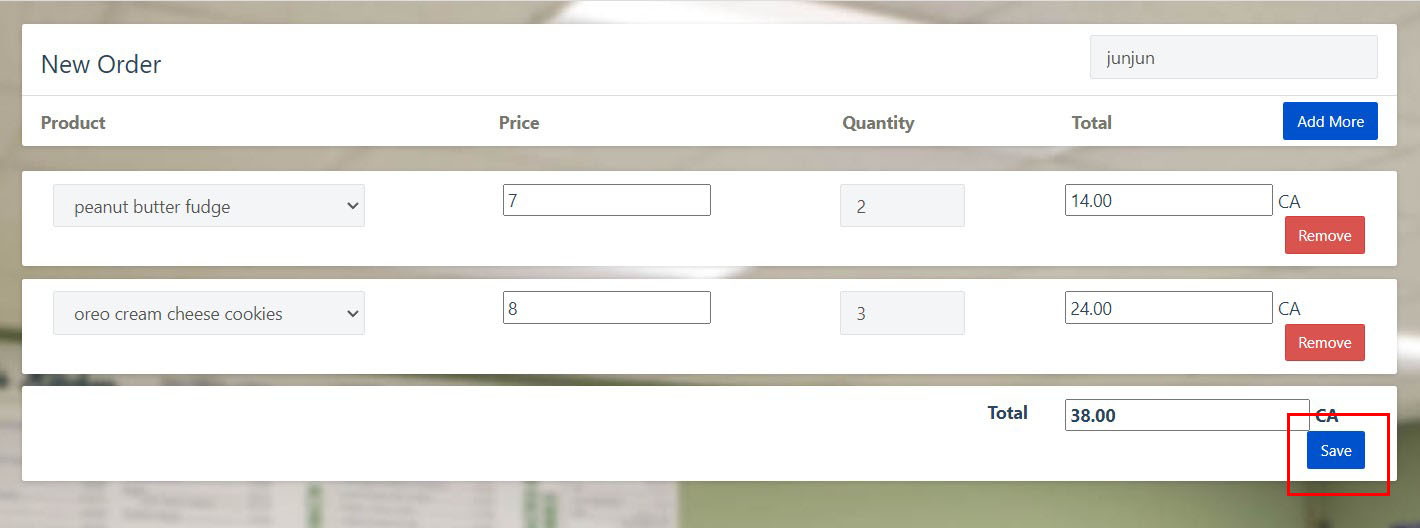 New Order
junjun
Product Price Quantity Total Add More
peanut butter fudge 7 2 14.00 CA
Remove
oreo cream cheese cookies 8 3 24.00 CA
Remove
Total 38.00 CA
Save